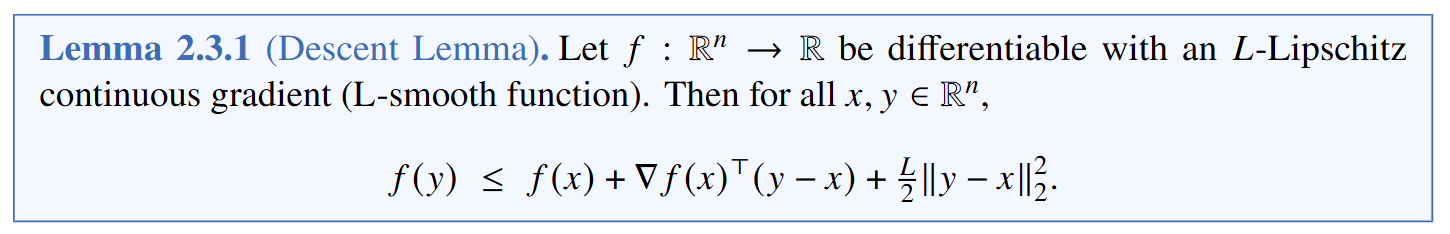 Lemma 2.3.1 (Descent Lemma). Let f : ℝⁿ → ℝ be differentiable with an L-Lipschitz
continuous gradient (L-smooth function). Then for all x, y ∈ ℝⁿ,
f(y) ≤ f(x) + ∇f(x)⊤(y − x) + L/2‖y − x‖₂².